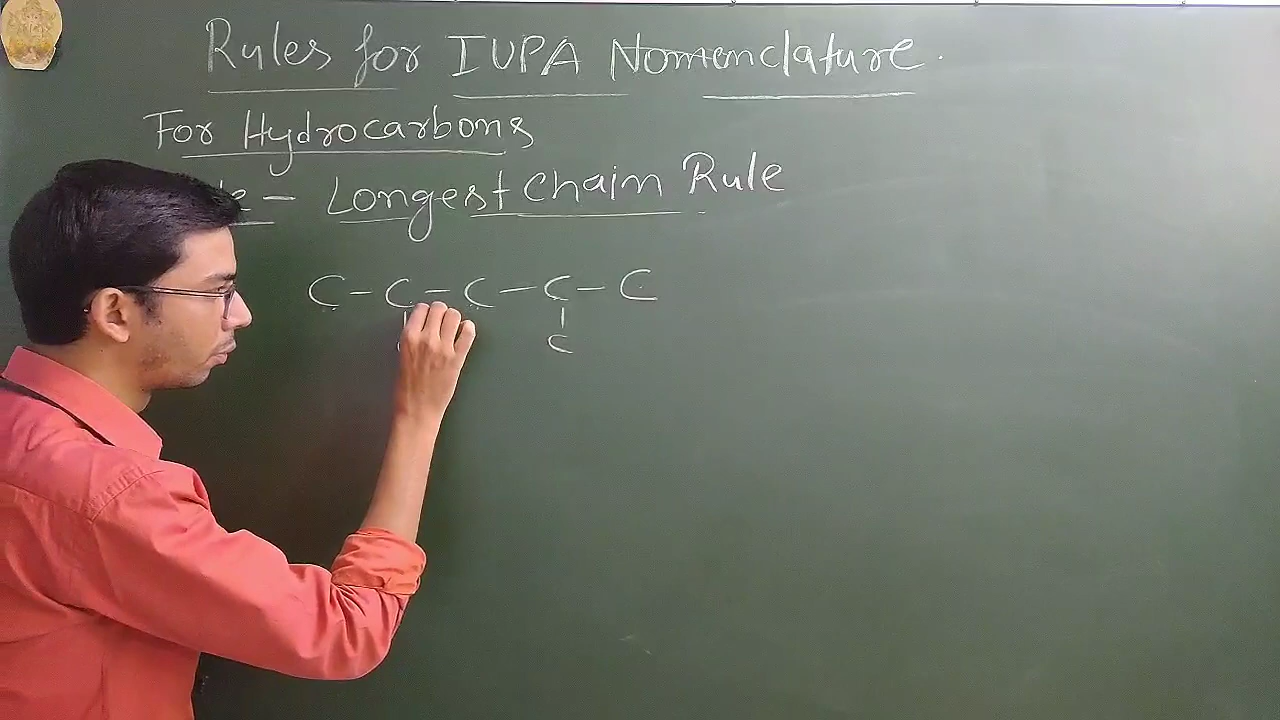 Rules for IUPA Nomenclature.
For Hydrocarbons
- Longest Chain Rule
C - C - C - C - C
C